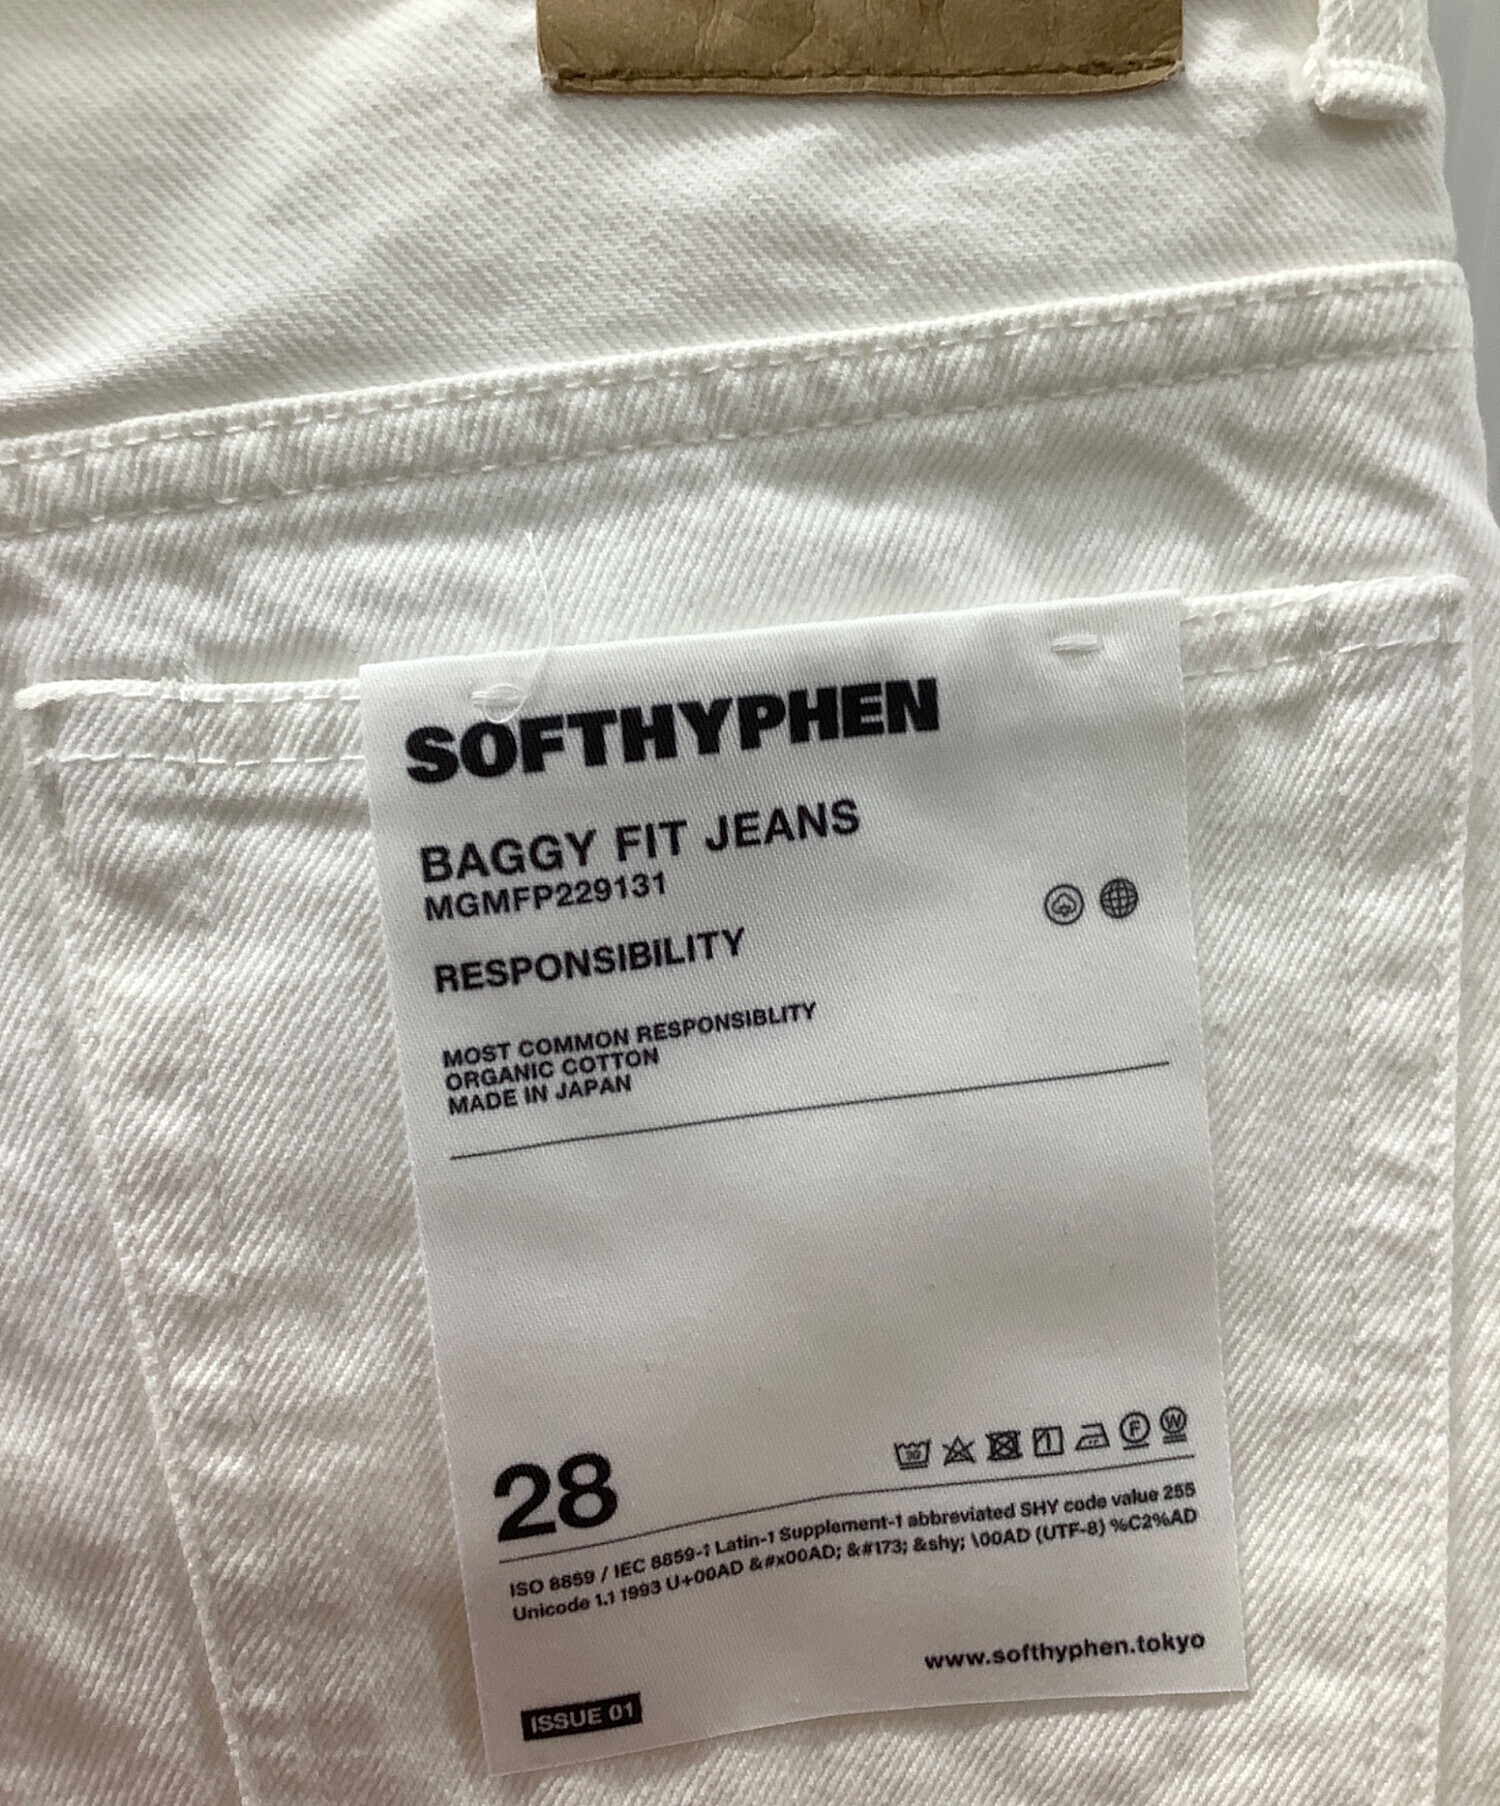 SOFTHYPHEN
BAGGY FIT JEANS
MGMFP229131
RESPONSIBILITY
MOST COMMON RESPONSIBLITY
ORGANIC COTTON
MADE IN JAPAN
28
30
F
W
ISO 8859 / IEC 8859-1 Latin-1 Supplement-1 abbreviated SHY code value 255
Unicode 1.1 1993 U+00AD &#x00AD; &#173; &shy; \00AD (UTF-8) %C2%AD
www.softhyphen.tokyo
ISSUE 01